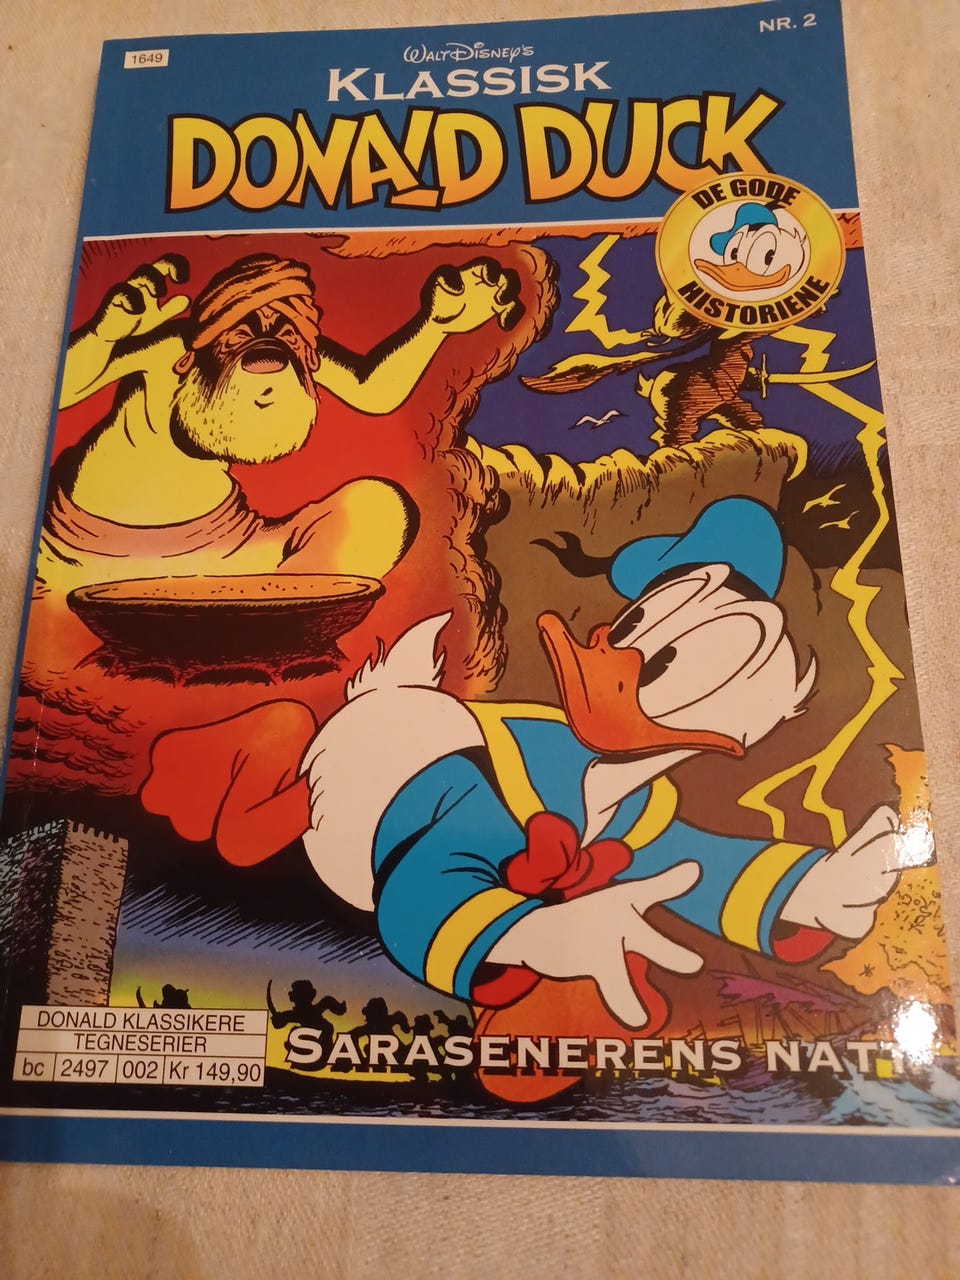 NR. 2
1649
WALT DISNEY'S
KLASSISK
DONALD DUCK
DE GODE
HISTORIENE
DONALD KLASSIKERE
TEGNESERIER
bc 2497 002 Kr 149,90
SARASENERENS NATT